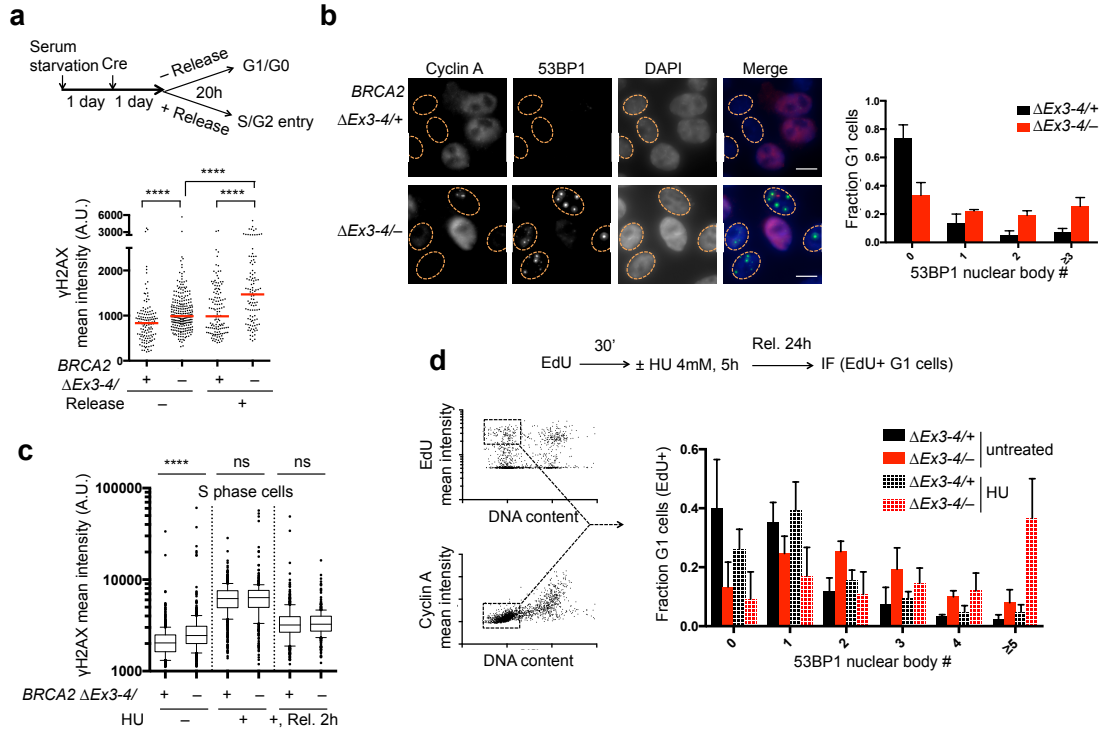 a
Serum
starvation
Cre
1 day
1 day
– Release
+ Release
20h
G1/G0
S/G2 entry
γH2AX
mean intensity (A.U.)
6000
3000
2000
1000
0
****
****
****
BRCA2
ΔEx3-4/
+
–
+
–
Release
–
+
b
Cyclin A
53BP1
DAPI
Merge
BRCA2
ΔEx3-4/+
ΔEx3-4/–
Fraction G1 cells
1.0
0.8
0.6
0.4
0.2
0.0
0
1
2
≥3
53BP1 nuclear body #
ΔEx3-4/+
ΔEx3-4/–
c
γH2AX mean intensity (A.U.)
100000
10000
1000
****
ns
ns
S phase cells
BRCA2 ΔEx3-4/
+
–
+
–
+
–
HU
–
+
+, Rel. 2h
d
EdU
30'
± HU 4mM, 5h
Rel. 24h
IF (EdU+ G1 cells)
EdU
mean intensity
DNA content
Cyclin A
mean intensity
DNA content
Fraction G1 cells (EdU+)
0.6
0.4
0.2
0.0
0
1
2
3
4
≥5
53BP1 nuclear body #
ΔEx3-4/+
ΔEx3-4/–
untreated
ΔEx3-4/+
ΔEx3-4/–
HU